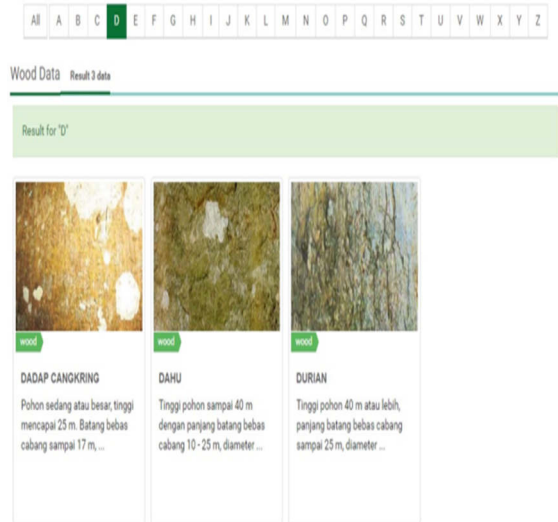 All A B C D E F G H I J K L M N O P Q R S T U V W X Y Z
Wood Data Result 3 data
Result for "D"
wood
DADAP CANGKRING
Pohon sedang atau besar, tinggi
mencapai 25 m. Batang bebas
cabang sampai 17 m, ...
wood
DAHU
Tinggi pohon sampai 40 m
dengan panjang batang bebas
cabang 10 - 25 m, diameter ...
wood
DURIAN
Tinggi pohon 40 m atau lebih,
panjang batang bebas cabang
sampai 25 m, diameter ...